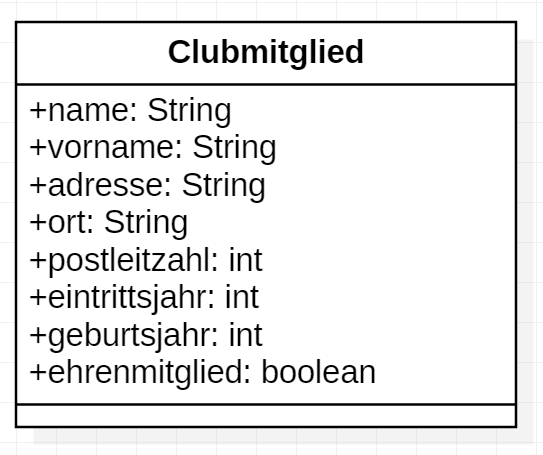 Clubmitglied
+name: String
+vorname: String
+adresse: String
+ort: String
+postleitzahl: int
+eintrittsjahr: int
+geburtsjahr: int
+ehrenmitglied: boolean